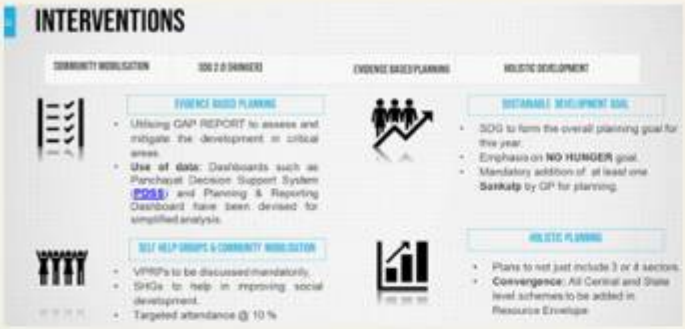 INTERVENTIONS
COMMUNITY MOBILISATION
SDG 2.0 (HUNGER)
EVIDENCE BASED PLANNING
HOLISTIC DEVELOPMENT
EVIDENCE BASED PLANNING
• Utilising GAP REPORT to assess and
mitigate the development in critical
areas.
• Use of data: Dashboards such as
Panchayat Decision Support System
(PDSS) and Planning & Reporting
Dashboard have been devised for
simplified analysis.
SELF HELP GROUPS & COMMUNITY MOBILISATION
• VPRPs to be discussed mandatorily.
• SHGs to help in improving social
development.
• Targeted attendance @ 10 %
SUSTAINABLE DEVELOPMENT GOAL
• SDG to form the overall planning goal for
this year.
• Emphasis on NO HUNGER goal.
• Mandatory addition of at least one
Sankalp by GP for planning.
HOLISTIC PLANNING
• Plans to not just include 3 or 4 sectors.
• Convergence: All Central and State
level schemes to be added in
Resource Envelope